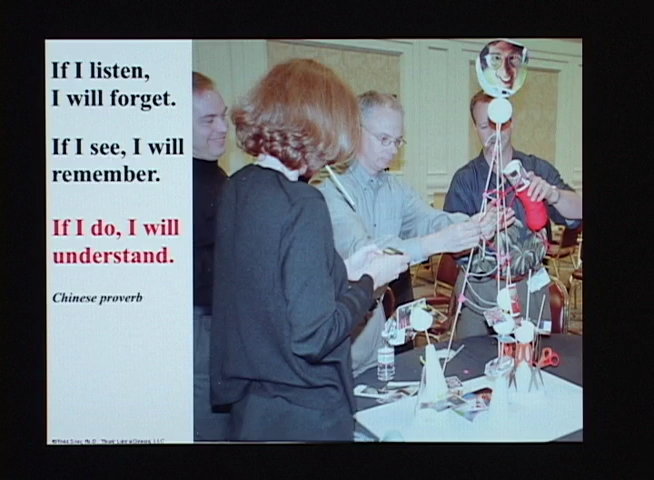 If I listen,
I will forget.
If I see, I will
remember.
If I do, I will
understand.
Chinese proverb